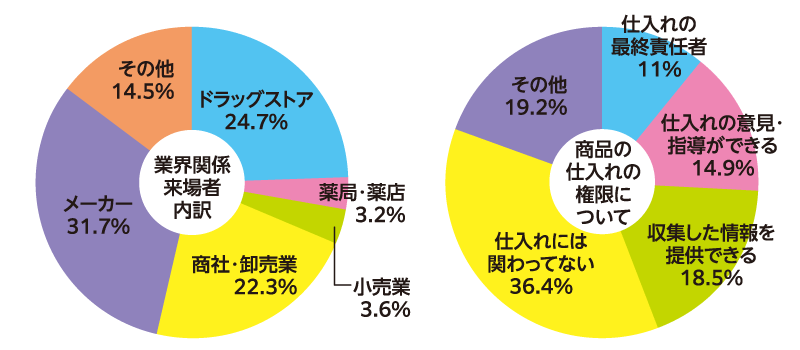 業界関係
来場者
内訳
ドラッグストア
24.7%
薬局・薬店
3.2%
小売業
3.6%
商社・卸売業
22.3%
メーカー
31.7%
その他
14.5%
商品の
仕入れの
権限に
ついて
仕入れの
最終責任者
11%
仕入れの意見・
指導ができる
14.9%
収集した情報を
提供できる
18.5%
仕入れには
関わってない
36.4%
その他
19.2%